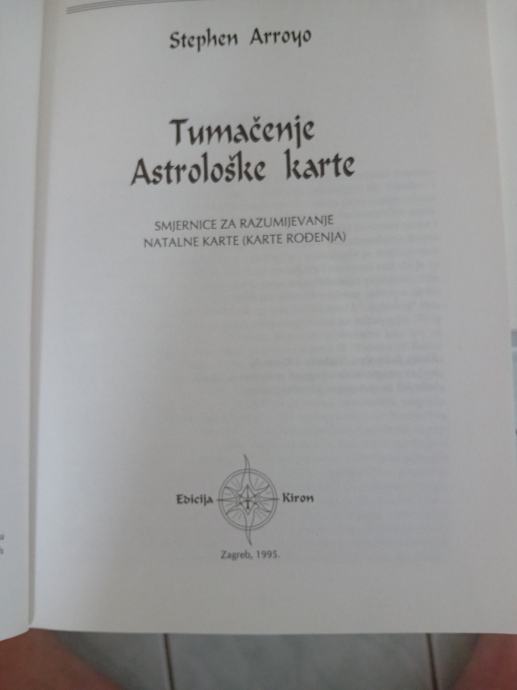 Stephen Arroyo
Tumačenje
Astrološke karte
SMJERNICE ZA RAZUMIJEVANJE
NATALNE KARTE (KARTE ROĐENJA)
Edicija Kiron
Zagreb, 1995.